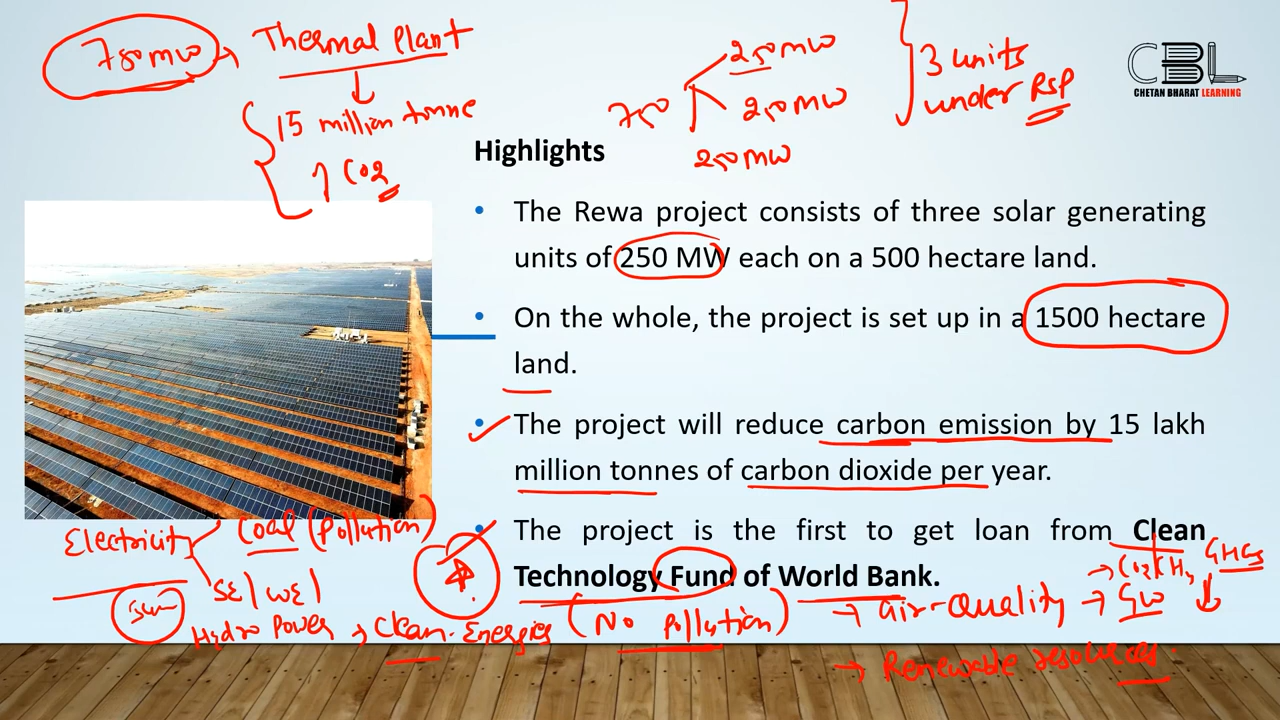 750 MW → Thermal Plant
15 million tonne
↑ CO2
750
250 MW
250 MW
250 MW
3 units
under RSP
CBL
CHETAN BHARAT LEARNING
Highlights
• The Rewa project consists of three solar generating
units of 250 MW each on a 500 hectare land.
• On the whole, the project is set up in a 1500 hectare
land.
• The project will reduce carbon emission by 15 lakh
million tonnes of carbon dioxide per year.
• The project is the first to get loan from Clean
Technology Fund of World Bank.
Electricity
Coal (Pollution)
SE | WE |
Sun
Hydro Power → Clean Energies (No Pollution)
→ Air-Quality → GW ↓
→ CO2 CH4 GHGs
→ Renewable resources.